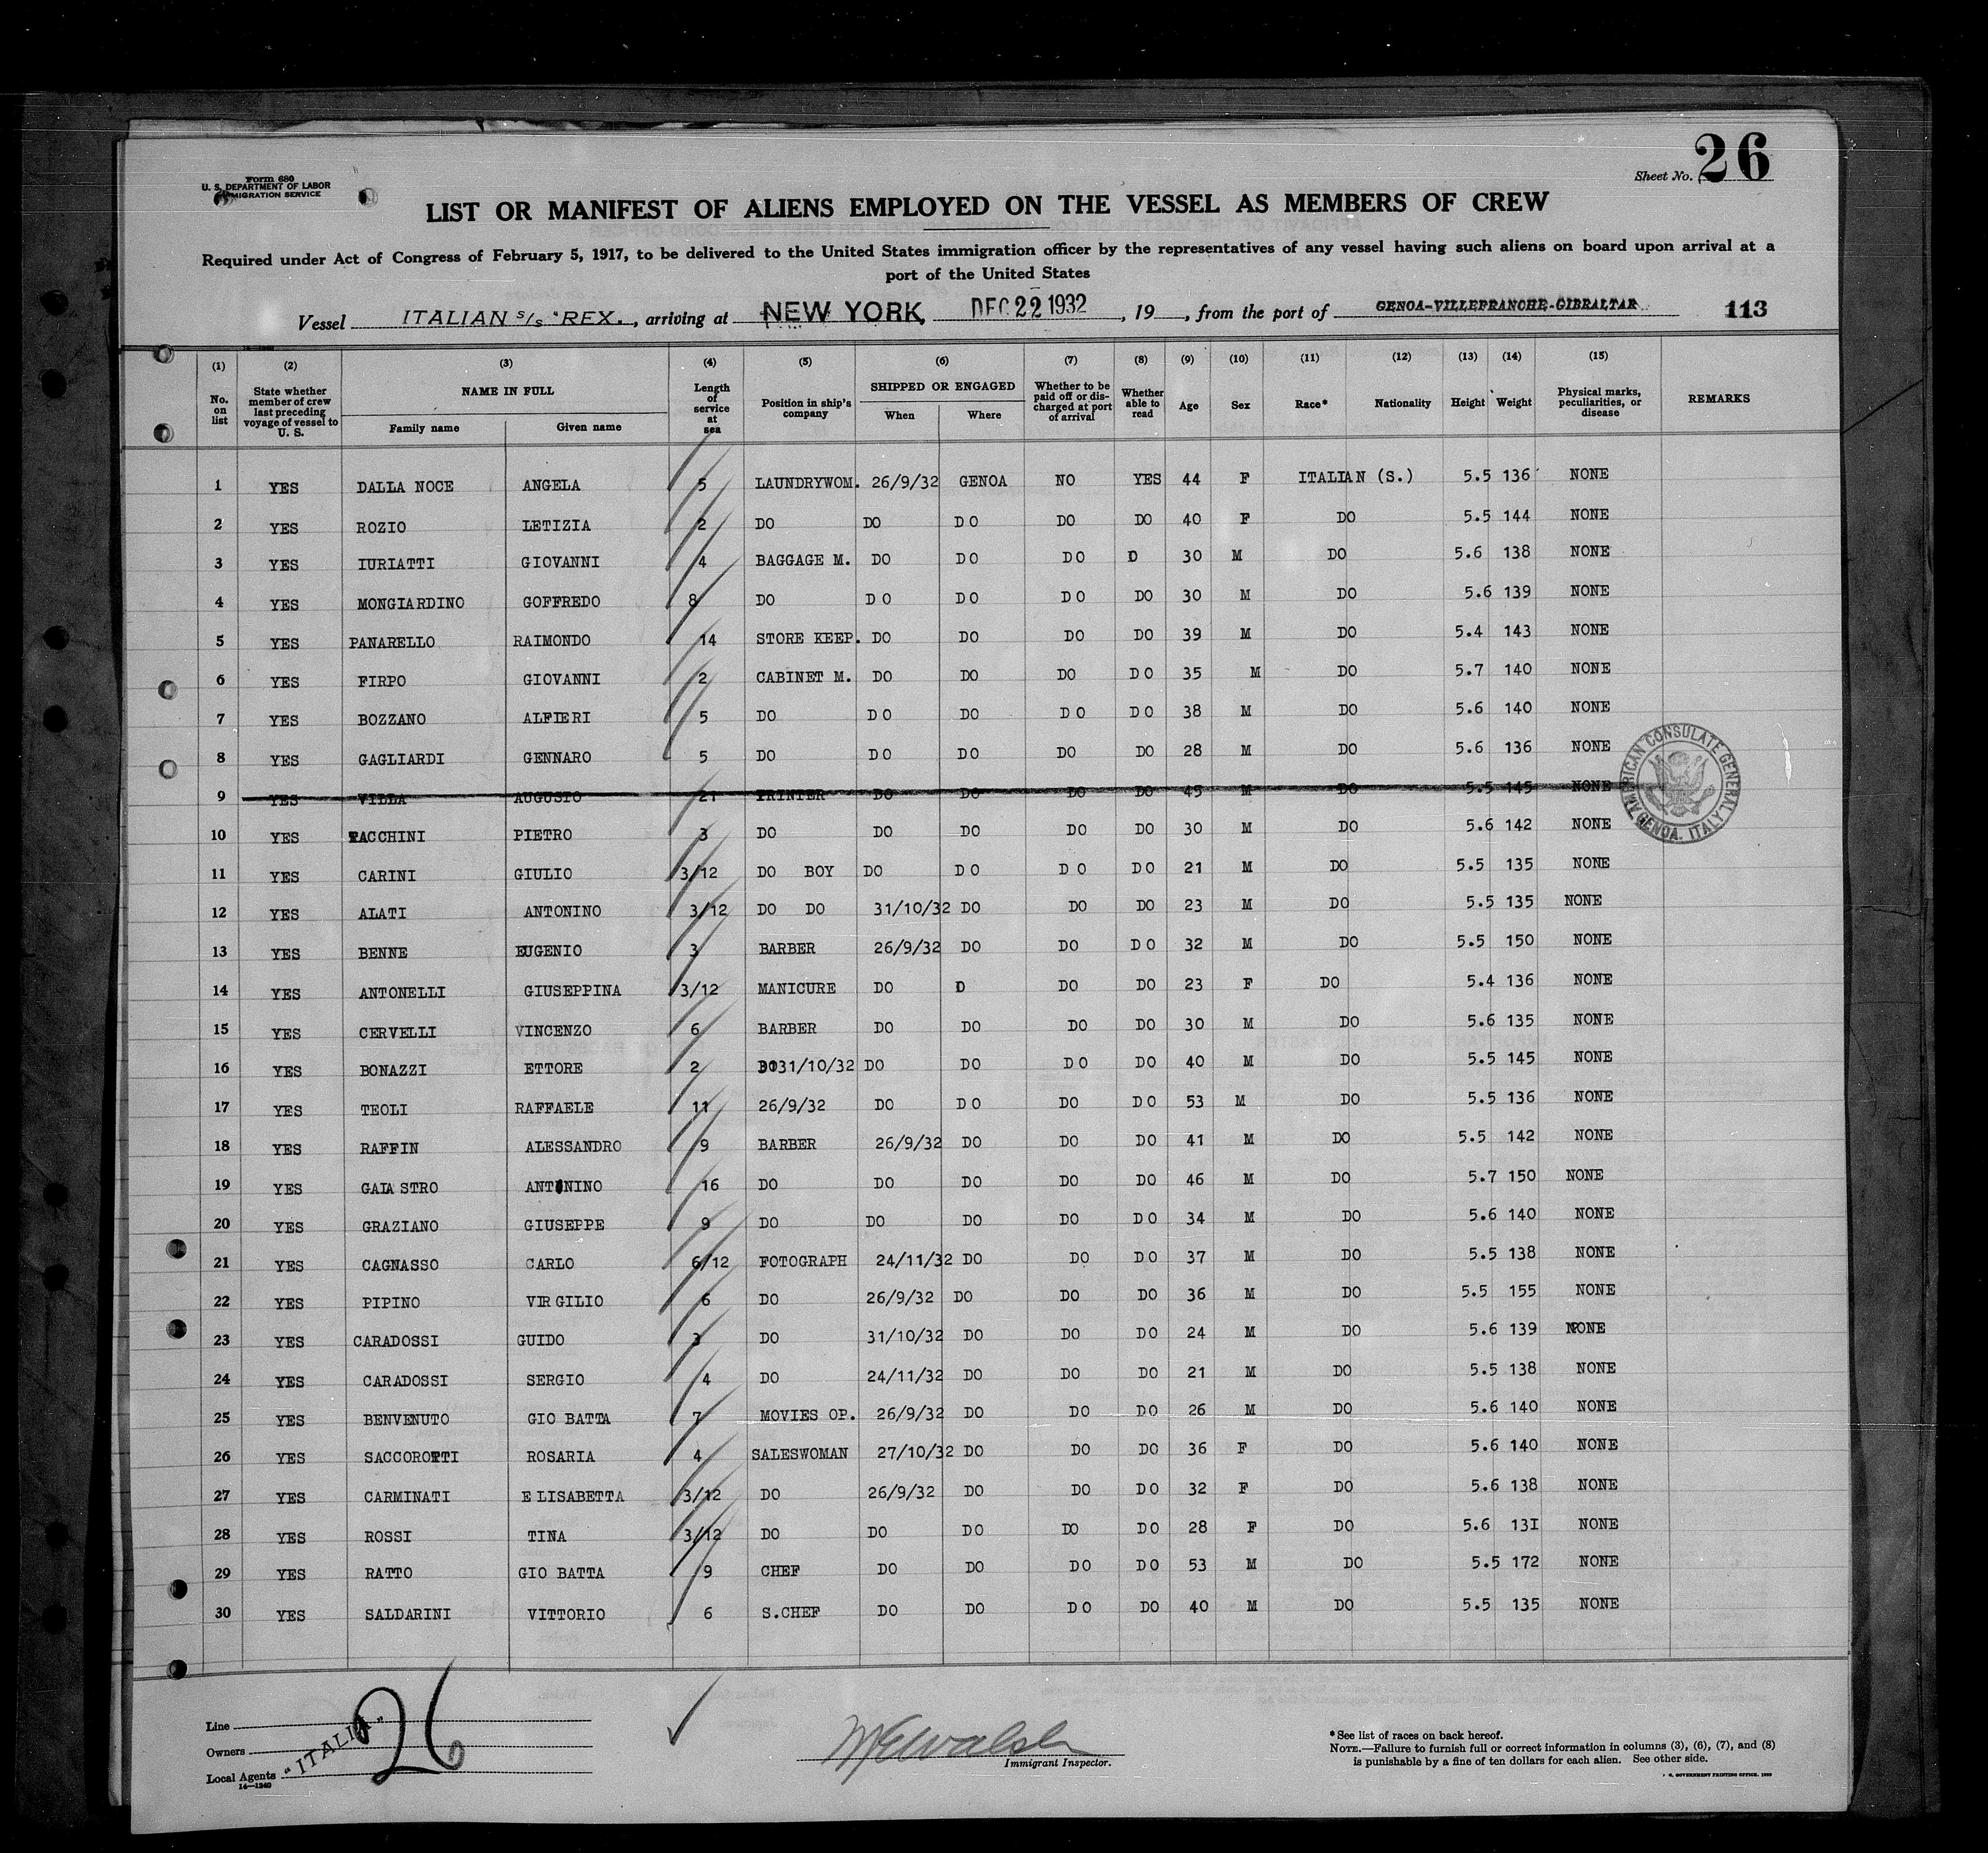 Form 680
U. S. DEPARTMENT OF LABOR
IMMIGRATION SERVICE
Sheet No. 26
LIST OR MANIFEST OF ALIENS EMPLOYED ON THE VESSEL AS MEMBERS OF CREW
Required under Act of Congress of February 5, 1917, to be delivered to the United States immigration officer by the representatives of any vessel having such aliens on board upon arrival at a
port of the United States
Vessel ITALIAN S/S "REX., arriving at NEW YORK, DEC 22 1932, 19 , from the port of GENOA-VILLEFRANCHE-GIBRALTAR 113
(1) (2) (3) (4) (5) (6) (7) (8) (9) (10) (11) (12) (13) (14) (15)
No. on list State whether member of crew last preceding voyage of vessel to U. S. NAME IN FULL Family name Given name Length of service at sea Position in ship's company SHIPPED OR ENGAGED When Where Whether to be paid off or discharged at port of arrival Whether able to read Age Sex Race* Nationality Height Weight Physical marks, peculiarities, or disease REMARKS
1 YES DALLA NOCE ANGELA 5 LAUNDRYWOM. 26/9/32 GENOA NO YES 44 F ITALIAN (S.) 5.5 136 NONE
2 YES ROZIO LETIZIA 2 DO DO DO DO DO 40 F DO 5.5 144 NONE
3 YES IURIATTI GIOVANNI 4 BAGGAGE M. DO DO DO D 30 M DO 5.6 138 NONE
4 YES MONGIARDINO GOFFREDO 8 DO DO DO DO DO 30 M DO 5.6 139 NONE
5 YES PANARELLO RAIMONDO 14 STORE KEEP. DO DO DO DO 39 M DO 5.4 143 NONE
6 YES FIRPO GIOVANNI 2 CABINET M. DO DO DO DO 35 M DO 5.7 140 NONE
7 YES BOZZANO ALFIERI 5 DO DO DO DO DO 38 M DO 5.6 140 NONE
8 YES GAGLIARDI GENNARO 5 DO DO DO DO DO 28 M DO 5.6 136 NONE
9 YES VILLA AUGUSTO 21 PRINTER DO DO DO DO 45 M DO 5.5 145 NONE
10 YES TACCHINI PIETRO 3 DO DO DO DO DO 30 M DO 5.6 142 NONE
11 YES CARINI GIULIO 3/12 DO BOY DO DO DO DO 21 M DO 5.5 135 NONE
12 YES ALATI ANTONINO 3/12 DO DO 31/10/32 DO DO DO 23 M DO 5.5 135 NONE
13 YES BENNE EUGENIO 3 BARBER 26/9/32 DO DO DO 32 M DO 5.5 150 NONE
14 YES ANTONELLI GIUSEPPINA 3/12 MANICURE DO D DO DO 23 F DO 5.4 136 NONE
15 YES CERVELLI VINCENZO 6 BARBER DO DO DO DO 30 M DO 5.6 135 NONE
16 YES BONAZZI ETTORE 2 31/10/32 DO DO DO DO 40 M DO 5.5 145 NONE
17 YES TEOLI RAFFAELE 11 26/9/32 DO DO DO DO 53 M DO 5.5 136 NONE
18 YES RAFFIN ALESSANDRO 9 BARBER 26/9/32 DO DO DO 41 M DO 5.5 142 NONE
19 YES GAIA STRO ANTONINO 16 DO DO DO DO DO 46 M DO 5.7 150 NONE
20 YES GRAZIANO GIUSEPPE 9 DO DO DO DO DO 34 M DO 5.6 140 NONE
21 YES CAGNASSO CARLO 6/12 FOTOGRAPH 24/11/32 DO DO DO 37 M DO 5.5 138 NONE
22 YES PIPINO VIRGILIO 6 DO 26/9/32 DO DO DO 36 M DO 5.5 155 NONE
23 YES CARADOSSI GUIDO 3 DO 31/10/32 DO DO DO 24 M DO 5.6 139 NONE
24 YES CARADOSSI SERGIO 4 DO 24/11/32 DO DO DO 21 M DO 5.5 138 NONE
25 YES BENVENUTO GIO BATTA 7 MOVIES OP. 26/9/32 DO DO DO 26 M DO 5.6 140 NONE
26 YES SACCOROTTI ROSARIA 4 SALESWOMAN 27/10/32 DO DO DO 36 F DO 5.6 140 NONE
27 YES CARMINATI ELISABETTA 3/12 DO 26/9/32 DO DO DO 32 F DO 5.6 138 NONE
28 YES ROSSI TINA 3/12 DO DO DO DO DO 28 F DO 5.6 13I NONE
29 YES RATTO GIO BATTA 9 CHEF DO DO DO DO 53 M DO 5.5 172 NONE
30 YES SALDARINI VITTORIO 6 S.CHEF DO DO DO DO 40 M DO 5.5 135 NONE
AMERICAN CONSULATE GENERAL GENOA, ITALY
Line
Owners
Local Agents
14—1240
"ITALIA"
26
Immigrant Inspector.
*See list of races on back hereof.
NOTE.—Failure to furnish full or correct information in columns (3), (6), (7), and (8)
is punishable by a fine of ten dollars for each alien. See other side.
GOVERNMENT PRINTING OFFICE